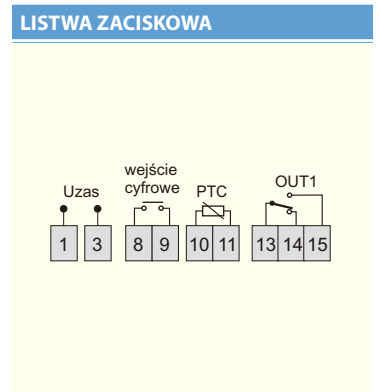 LISTWA ZACISKOWA
wejście
Uzas cyfrowe PTC OUT1
1 3 8 9 10 11 13 14 15